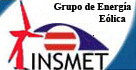 Grupo de Energía
Eólica
INSMET